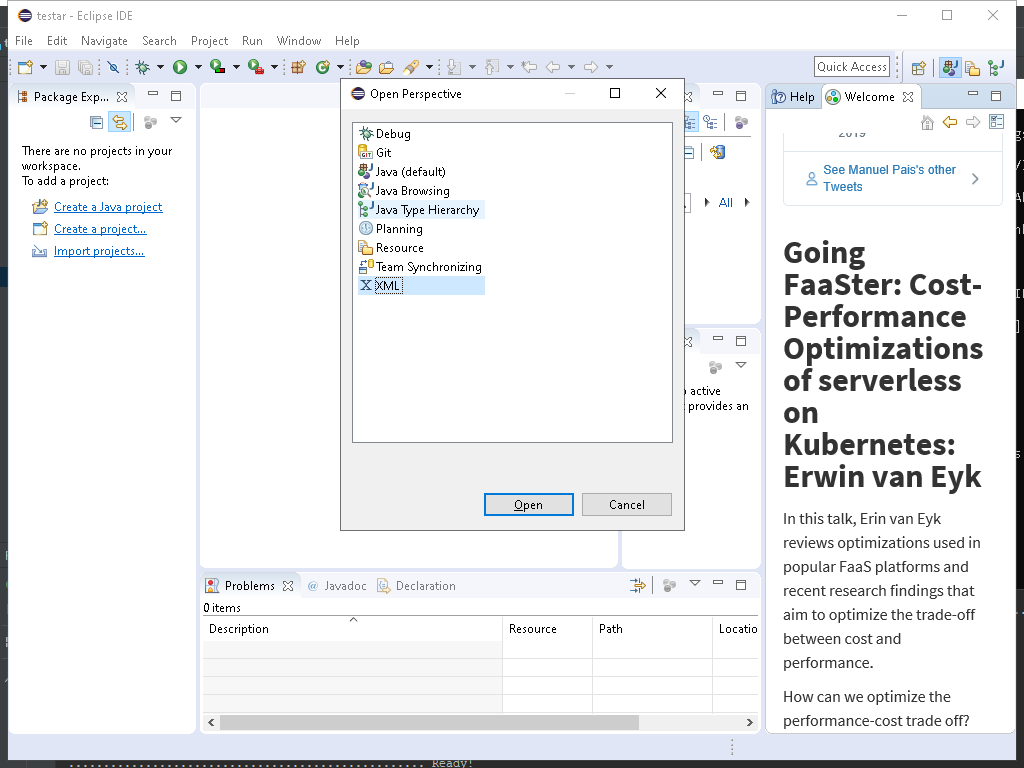 testar - Eclipse IDE
File Edit Navigate Search Project Run Window Help
Quick Access
Package Exp...
There are no projects in your
workspace.
To add a project:
Create a Java project
Create a project...
Import projects...
Open Perspective
Debug
Git
Java (default)
Java Browsing
Java Type Hierarchy
Planning
Resource
Team Synchronizing
XML
Open Cancel
All
active
provides an
Problems Javadoc Declaration
0 items
Description Resource Path Locatio
Help Welcome
2019
See Manuel Pais's other
Tweets
Going
FaaSter: Cost-
Performance
Optimizations
of serverless
on
Kubernetes:
Erwin van Eyk
In this talk, Erin van Eyk
reviews optimizations used in
popular FaaS platforms and
recent research findings that
aim to optimize the trade-off
between cost and
performance.
How can we optimize the
performance-cost trade off?
Ready!